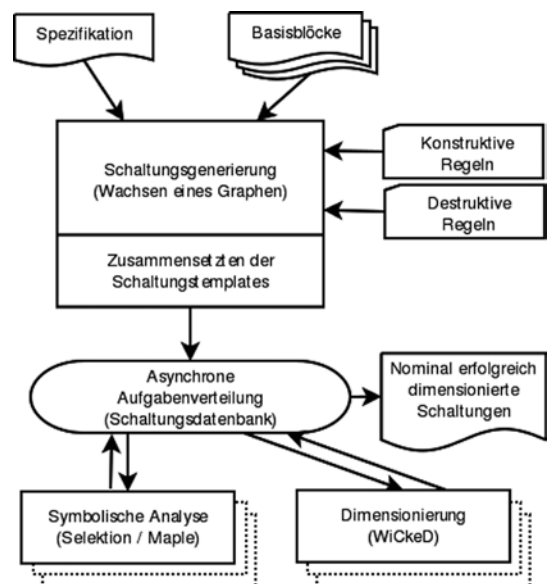 Spezifikation
Basisblöcke
Schaltungsgenerierung
(Wachsen eines Graphen)
Konstruktive
Regeln
Destruktive
Regeln
Zusammensetzten der
Schaltungstemplates
Asynchrone
Aufgabenverteilung
(Schaltungsdatenbank)
Nominal erfolgreich
dimensionierte
Schaltungen
Symbolische Analyse
(Selektion / Maple)
Dimensionierung
(WiCkeD)